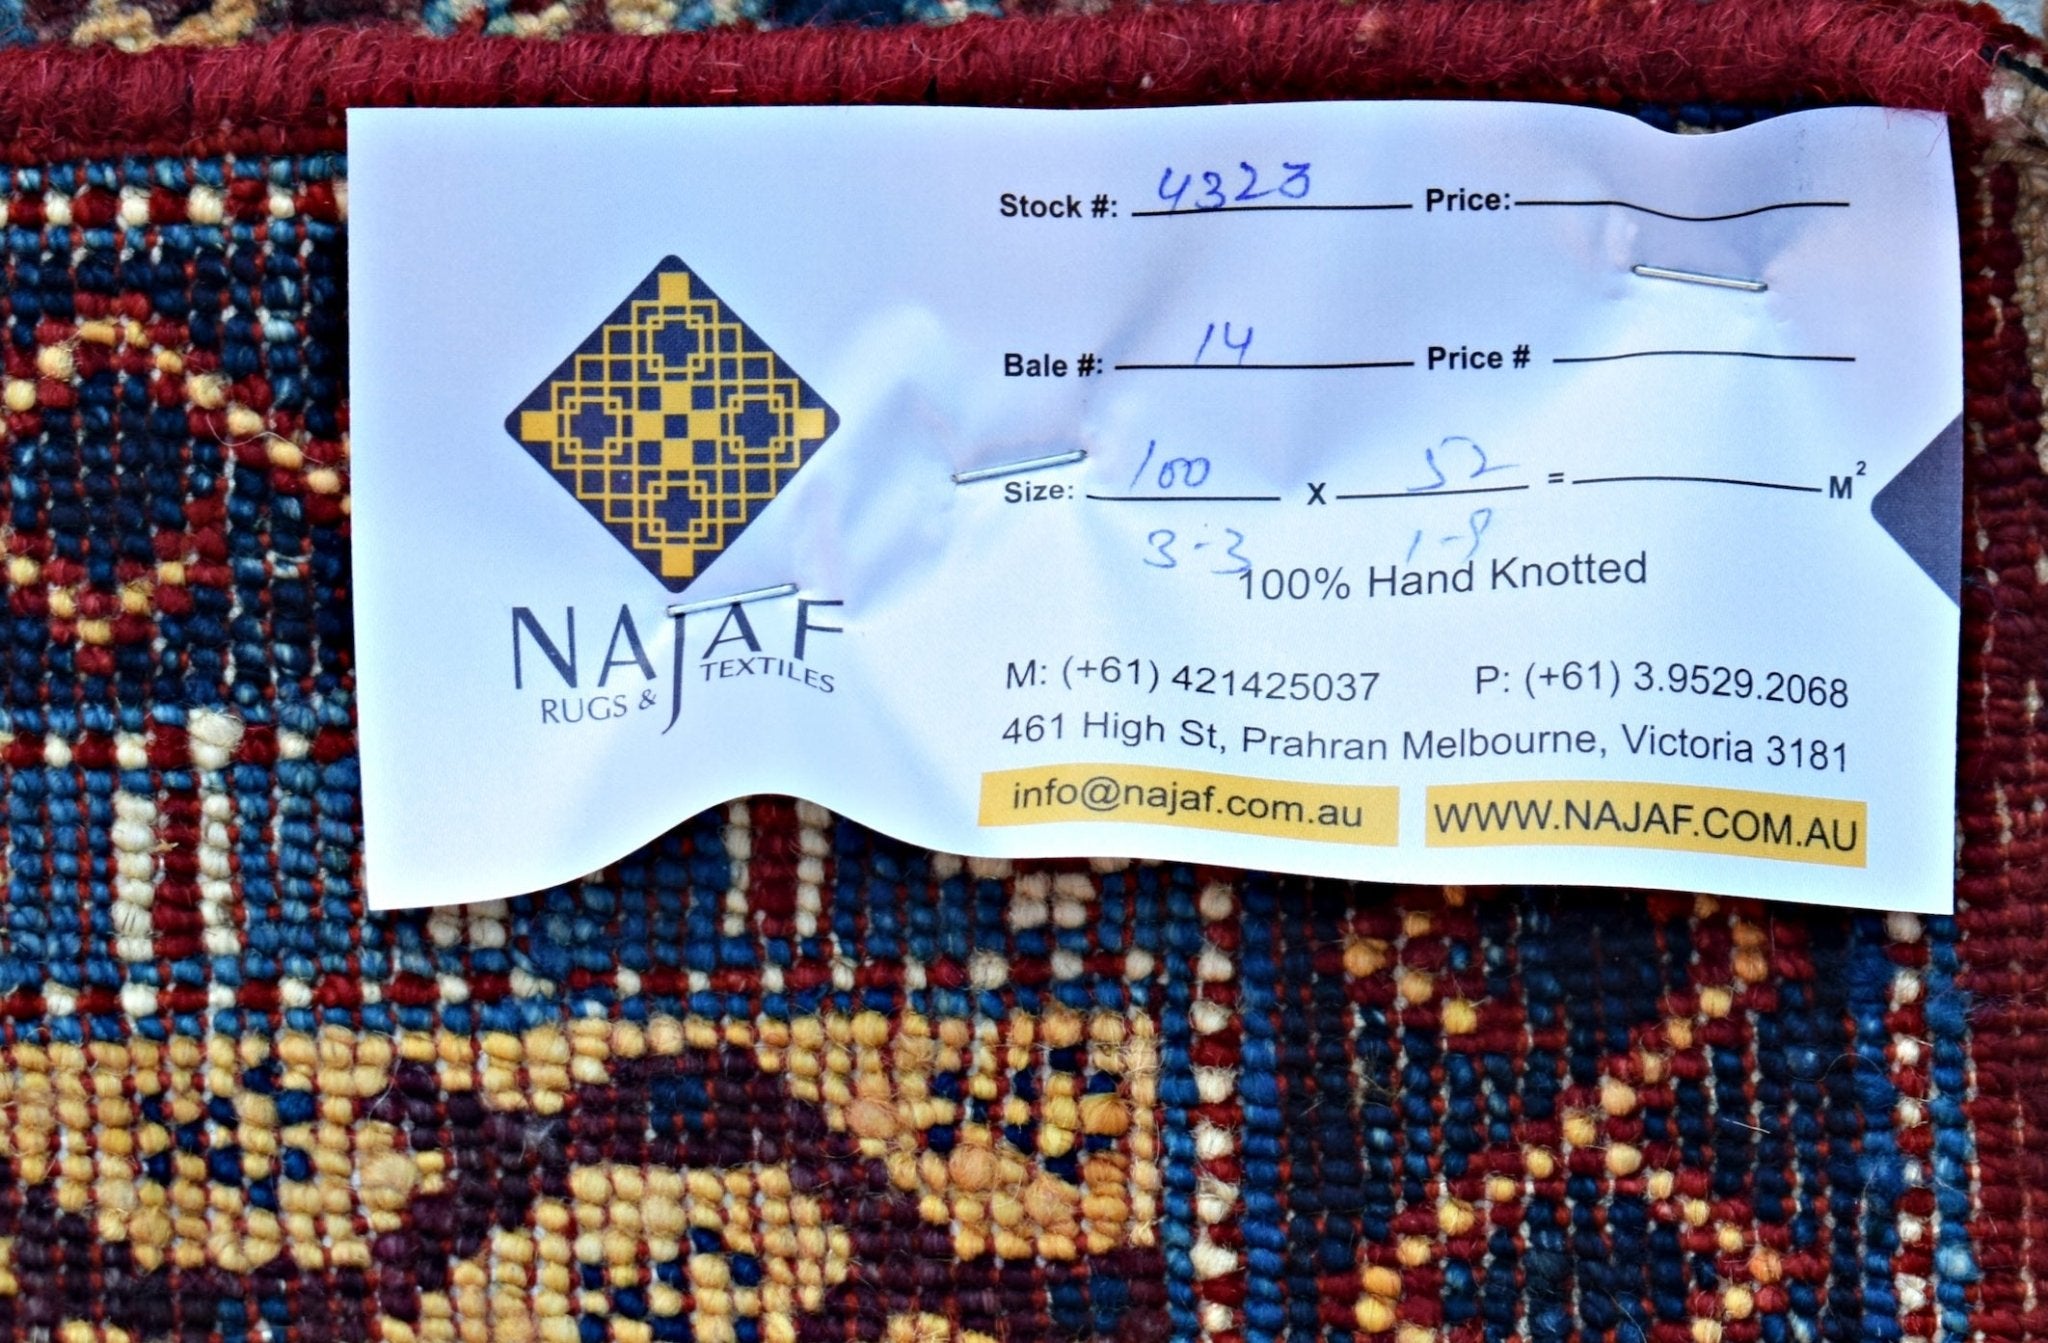 Stock #: 4323 Price:
Bale #: 14 Price #
Size: 100 X 52 = M²
3-3 1-8
100% Hand Knotted
NAJAF
RUGS & TEXTILES
M: (+61) 421425037 P: (+61) 3.9529.2068
461 High St, Prahran Melbourne, Victoria 3181
info@najaf.com.au WWW.NAJAF.COM.AU